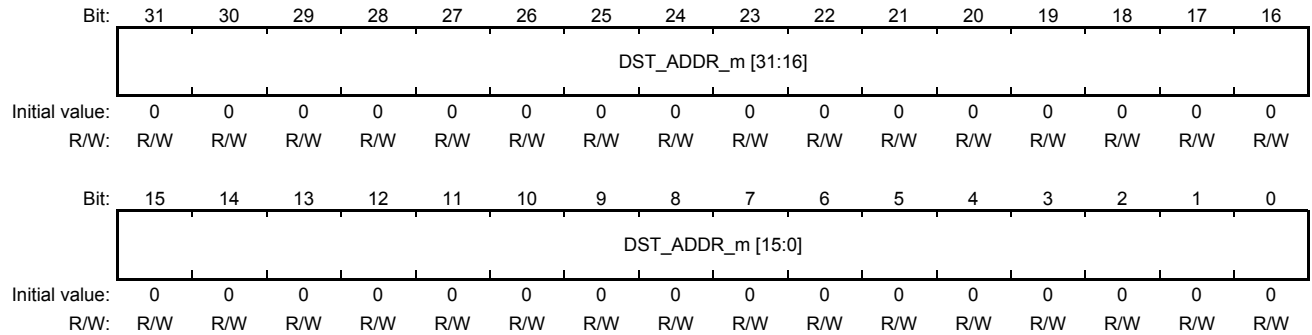 Bit: 31 30 29 28 27 26 25 24 23 22 21 20 19 18 17 16
DST_ADDR_m [31:16]
Initial value: 0 0 0 0 0 0 0 0 0 0 0 0 0 0 0 0
R/W: R/W R/W R/W R/W R/W R/W R/W R/W R/W R/W R/W R/W R/W R/W R/W R/W
Bit: 15 14 13 12 11 10 9 8 7 6 5 4 3 2 1 0
DST_ADDR_m [15:0]
Initial value: 0 0 0 0 0 0 0 0 0 0 0 0 0 0 0 0
R/W: R/W R/W R/W R/W R/W R/W R/W R/W R/W R/W R/W R/W R/W R/W R/W R/W